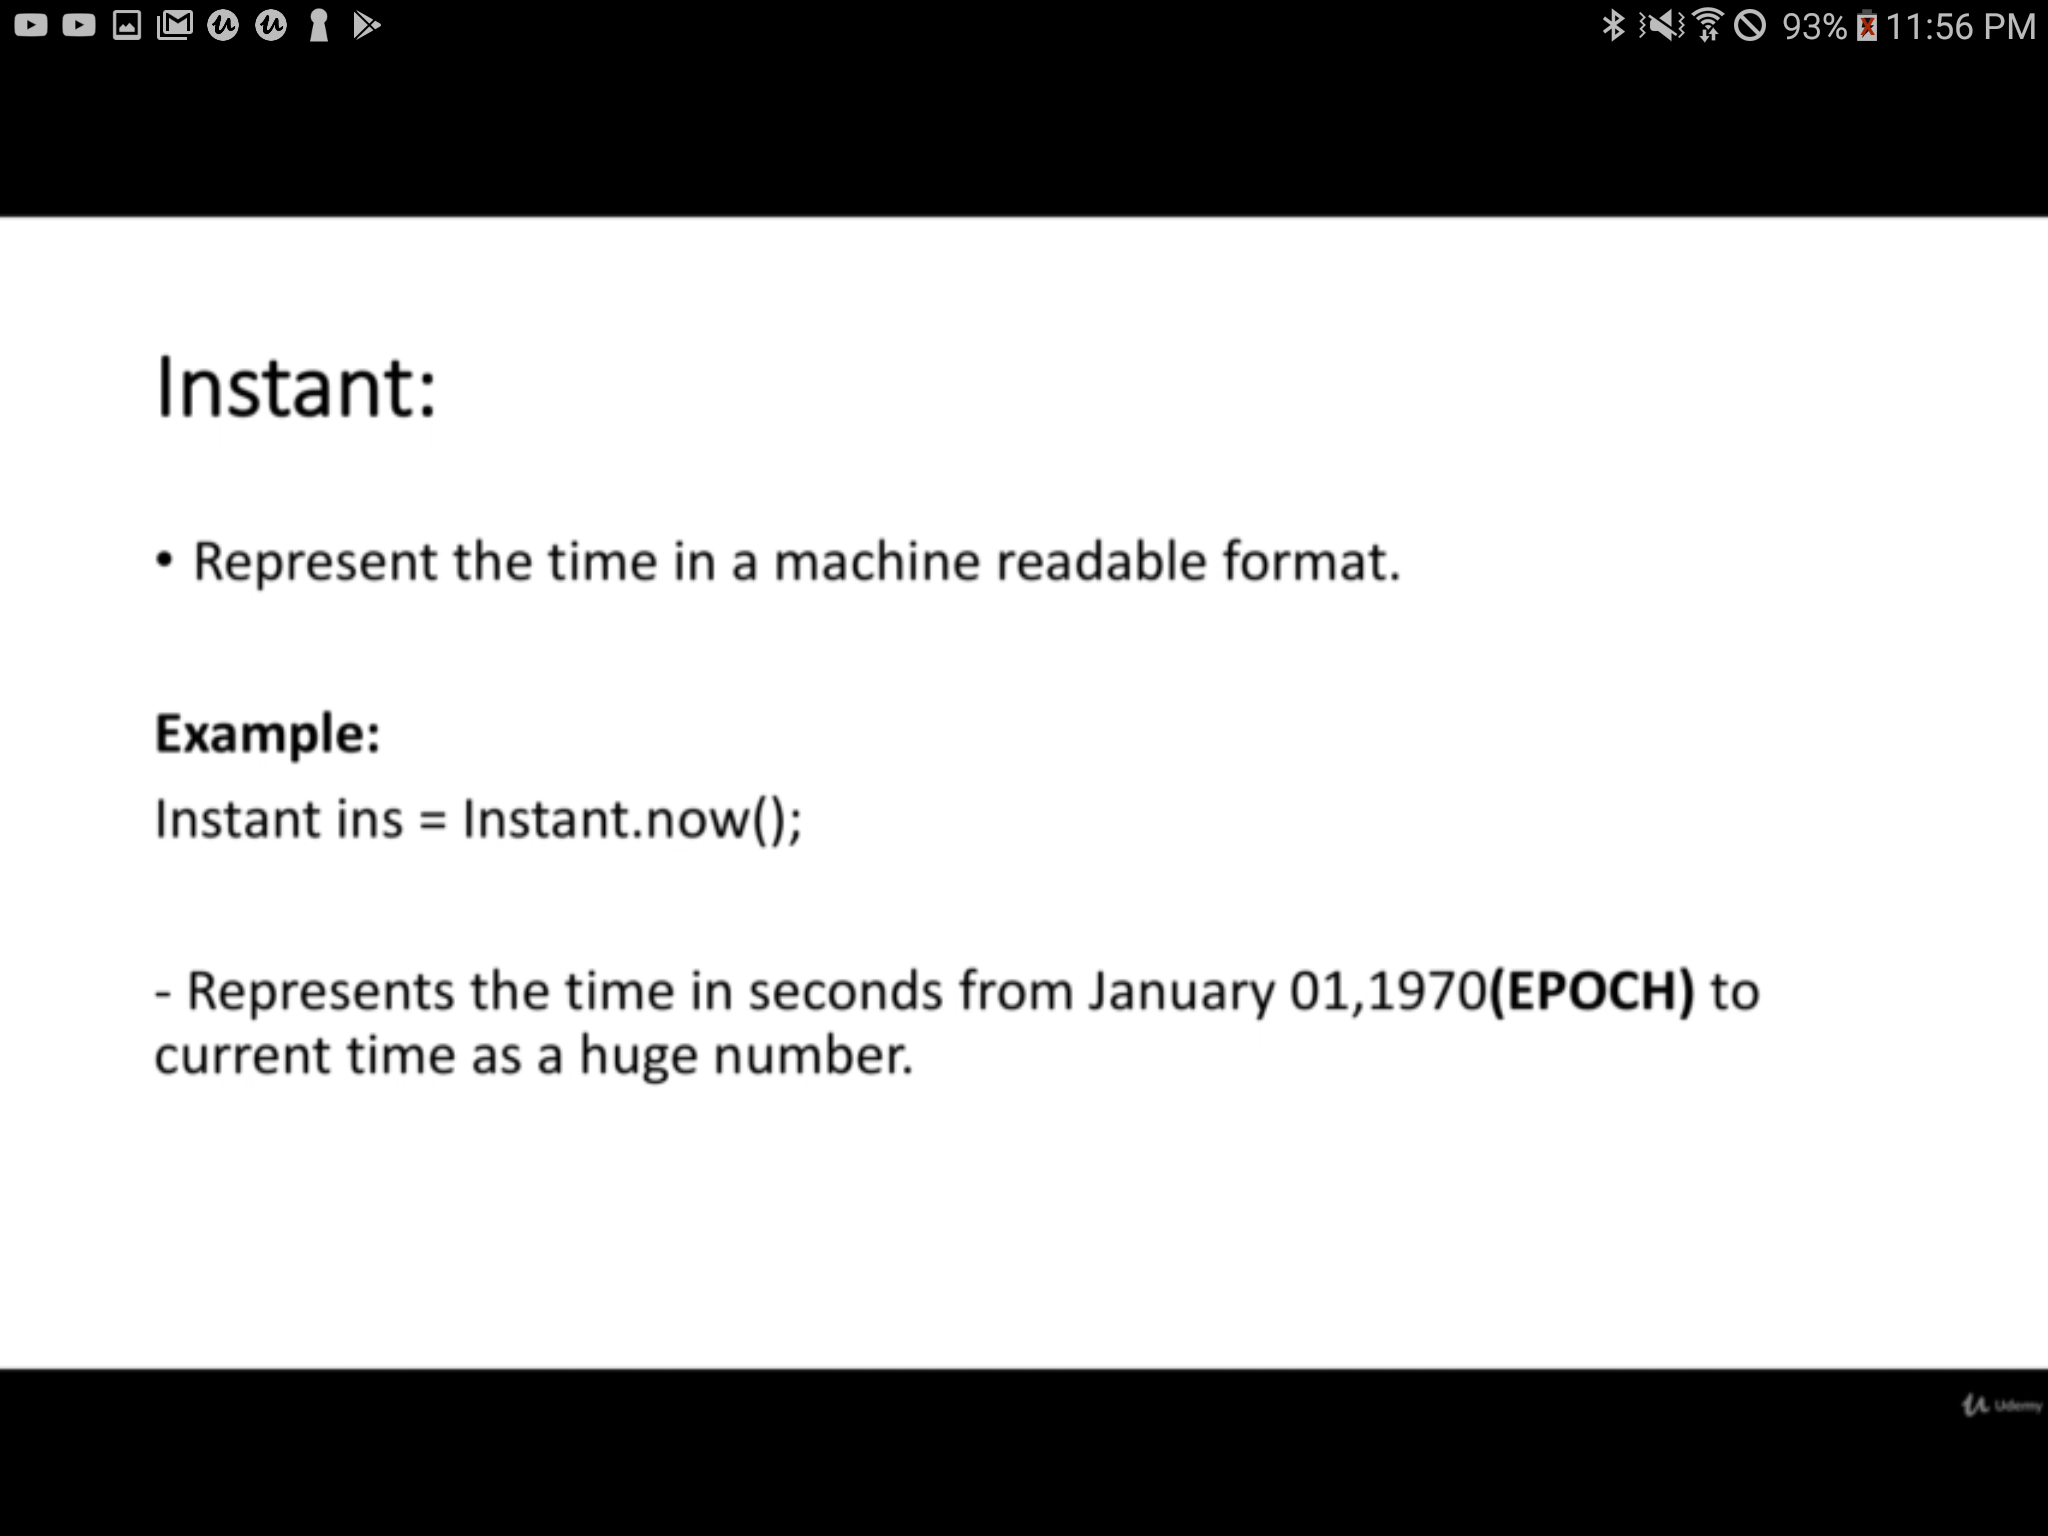 93% 11:56 PM
Instant:
• Represent the time in a machine readable format.
Example:
Instant ins = Instant.now();
- Represents the time in seconds from January 01,1970(EPOCH) to
current time as a huge number.
Udemy